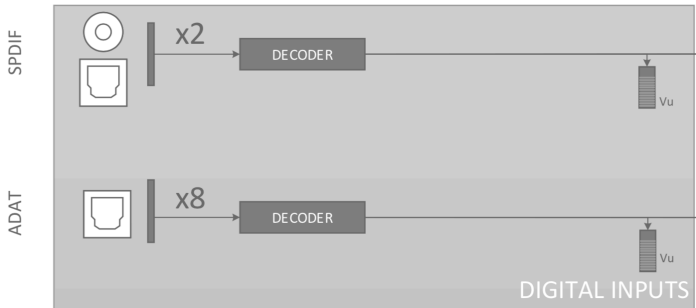 SPDIF
x2
DECODER
Vu
ADAT
x8
DECODER
Vu
DIGITAL INPUTS